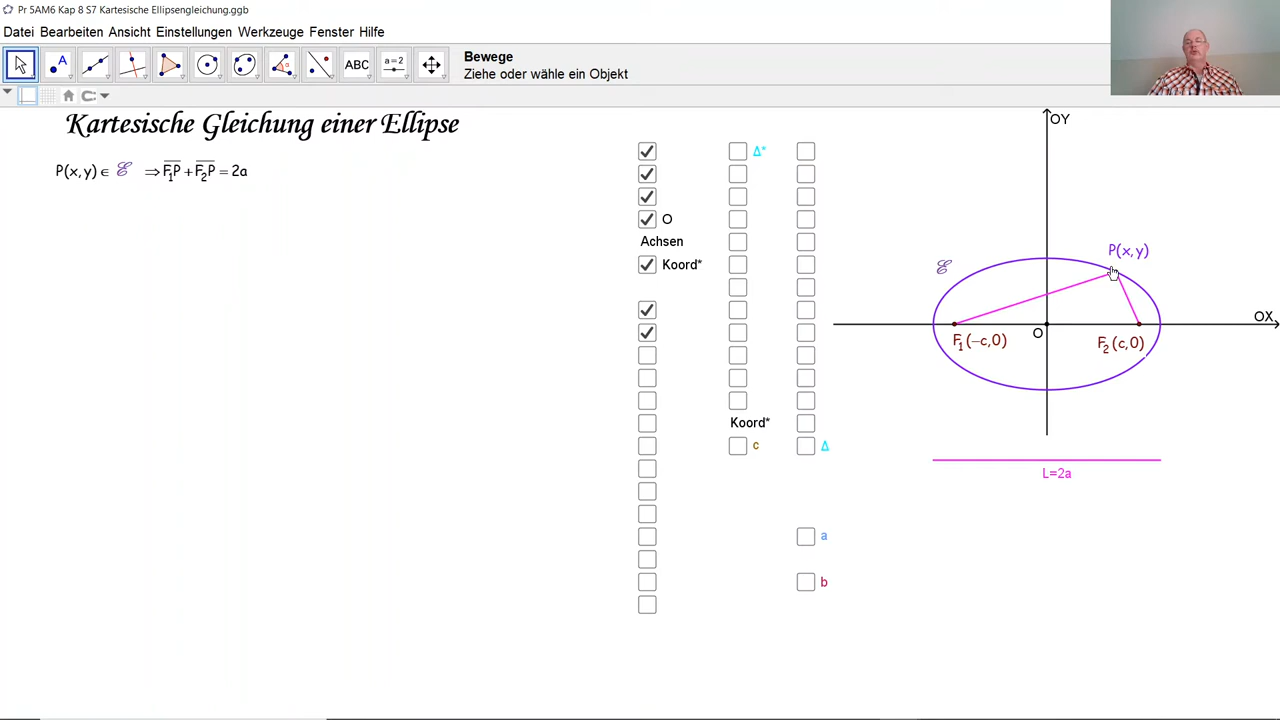 Pr 5AM6 Kap 8 S7 Kartesische Ellipsengleichung.ggb
Datei Bearbeiten Ansicht Einstellungen Werkzeuge Fenster Hilfe
A
ABC
a=2
Bewege
Ziehe oder wähle ein Objekt
Kartesische Gleichung einer Ellipse
P(x,y) ∈ ℰ ⇒ F₁P + F₂P = 2a
Δ*
O
Achsen
Koord*
Koord*
c
Δ
a
b
OY
P(x,y)
ℰ
OX
O
F₁(−c,0)
F₂(c,0)
L=2a